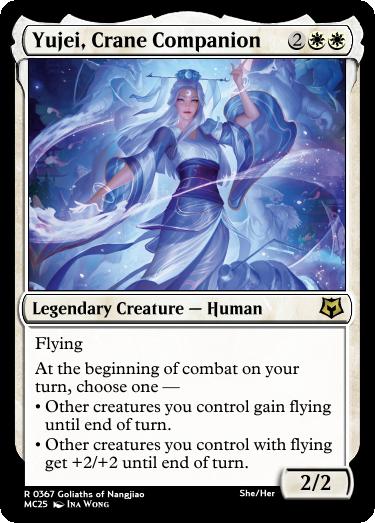 Yujei, Crane Companion 2
Legendary Creature — Human
Flying
At the beginning of combat on your
turn, choose one —
• Other creatures you control gain flying
until end of turn.
• Other creatures you control with flying
get +2/+2 until end of turn.
2/2
R 0367 Goliaths of Nangjiao She/Her
MC25 Ina Wong